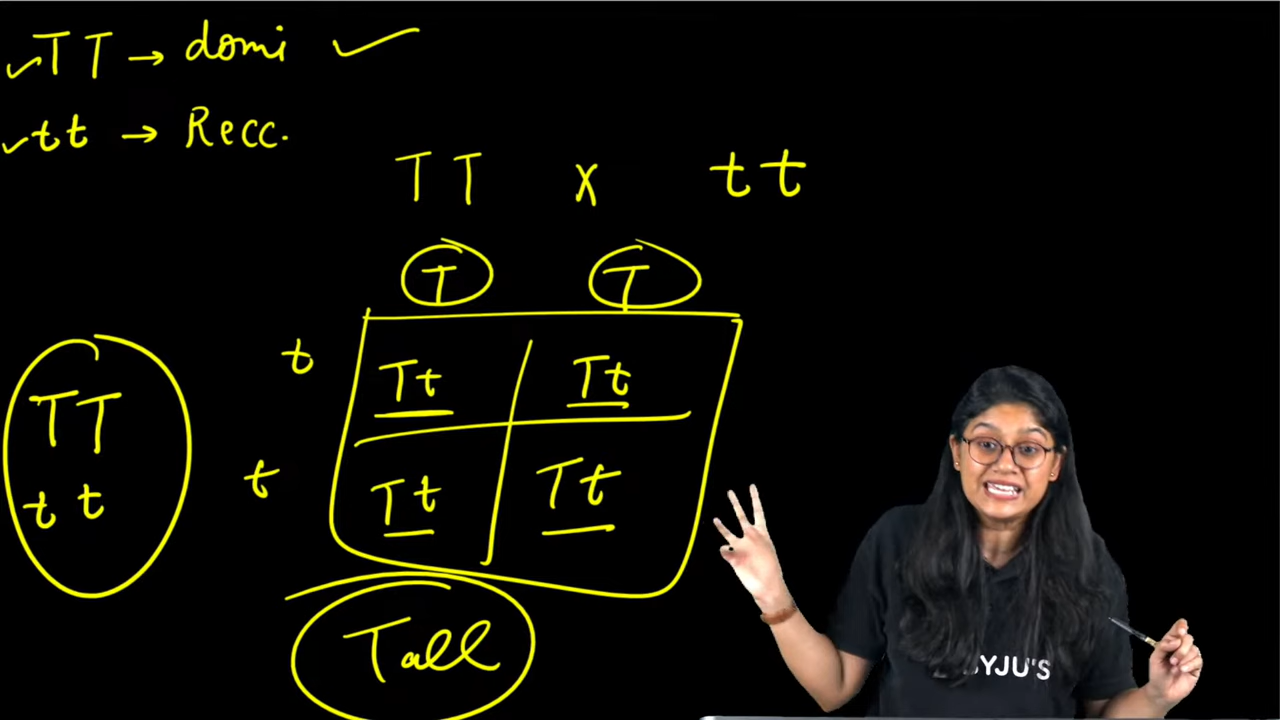 TT → domi ✓
tt → Recc.
TT x tt
T T
t Tt Tt
t Tt Tt
TT
tt
Tall
BYJU'S